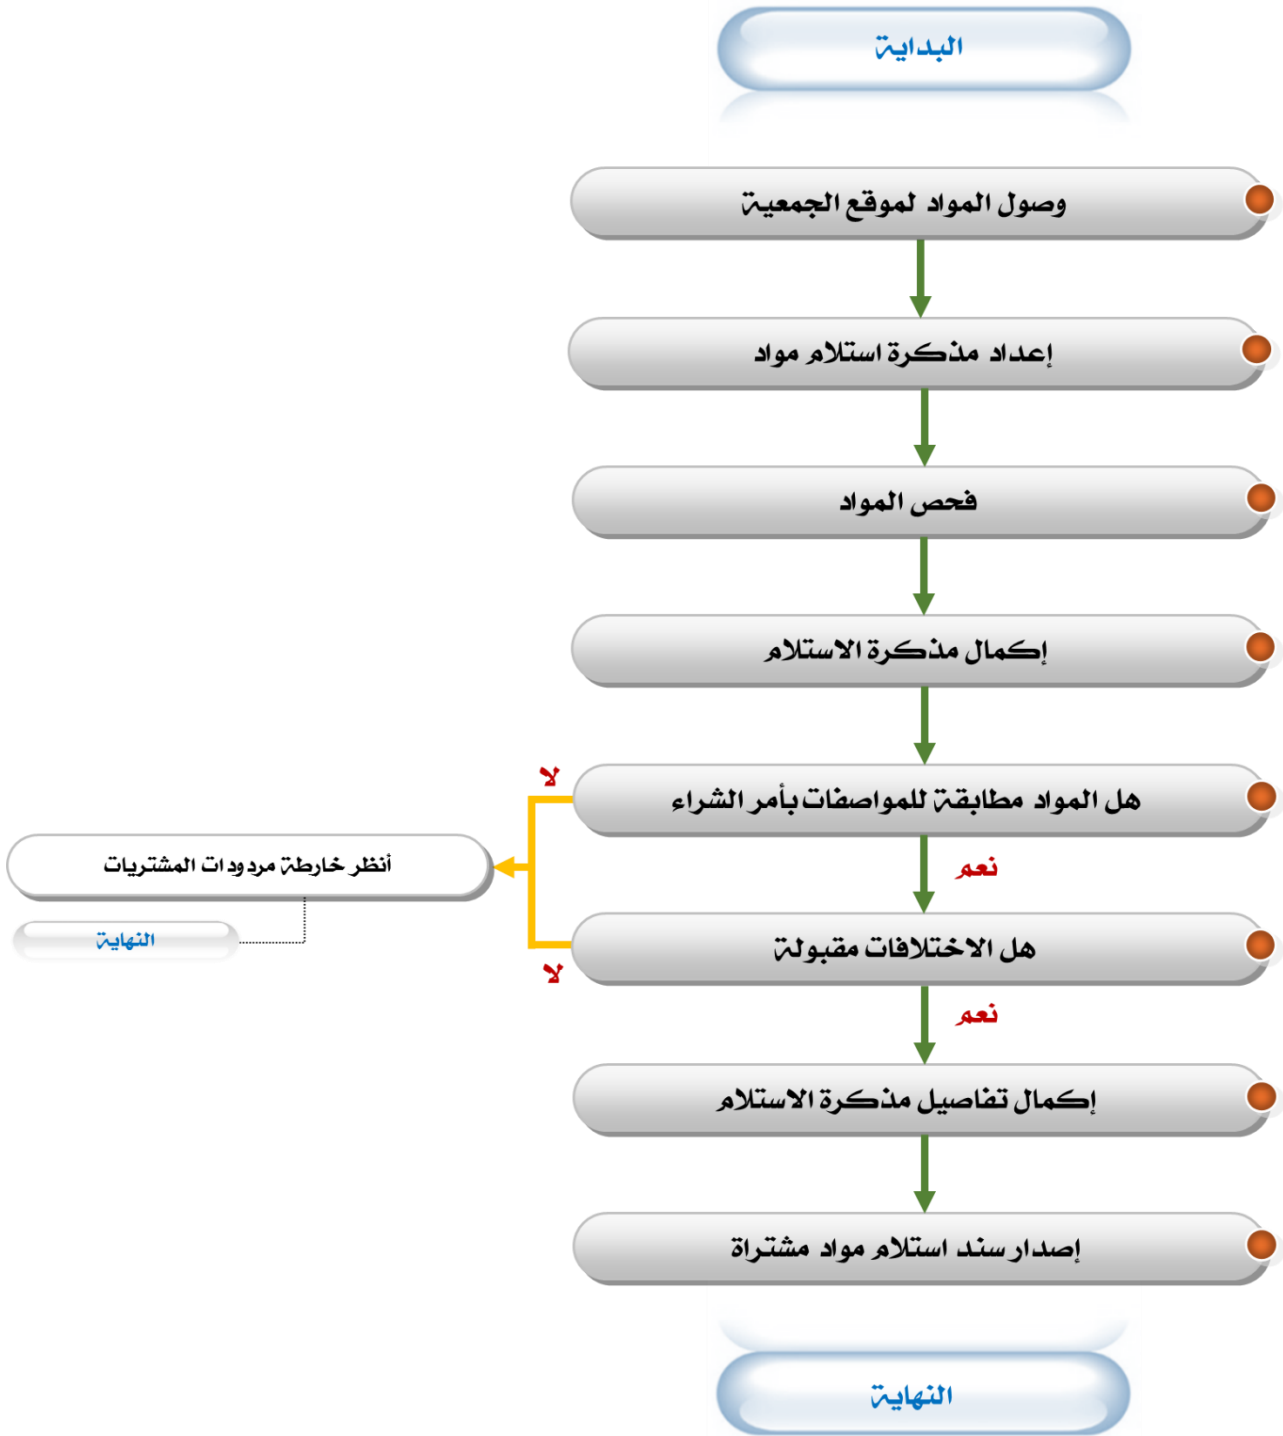 البداية
وصول المواد لموقع الجمعية
إعداد مذكرة استلام مواد
فحص المواد
إكمال مذكرة الاستلام
هل المواد مطابقة للمواصفات بأمر الشراء
لا
نعم
أنظر خارطة مردودات المشتريات
النهاية
هل الاختلافات مقبولة
لا
نعم
إكمال تفاصيل مذكرة الاستلام
إصدار سند استلام مواد مشتراة
النهاية